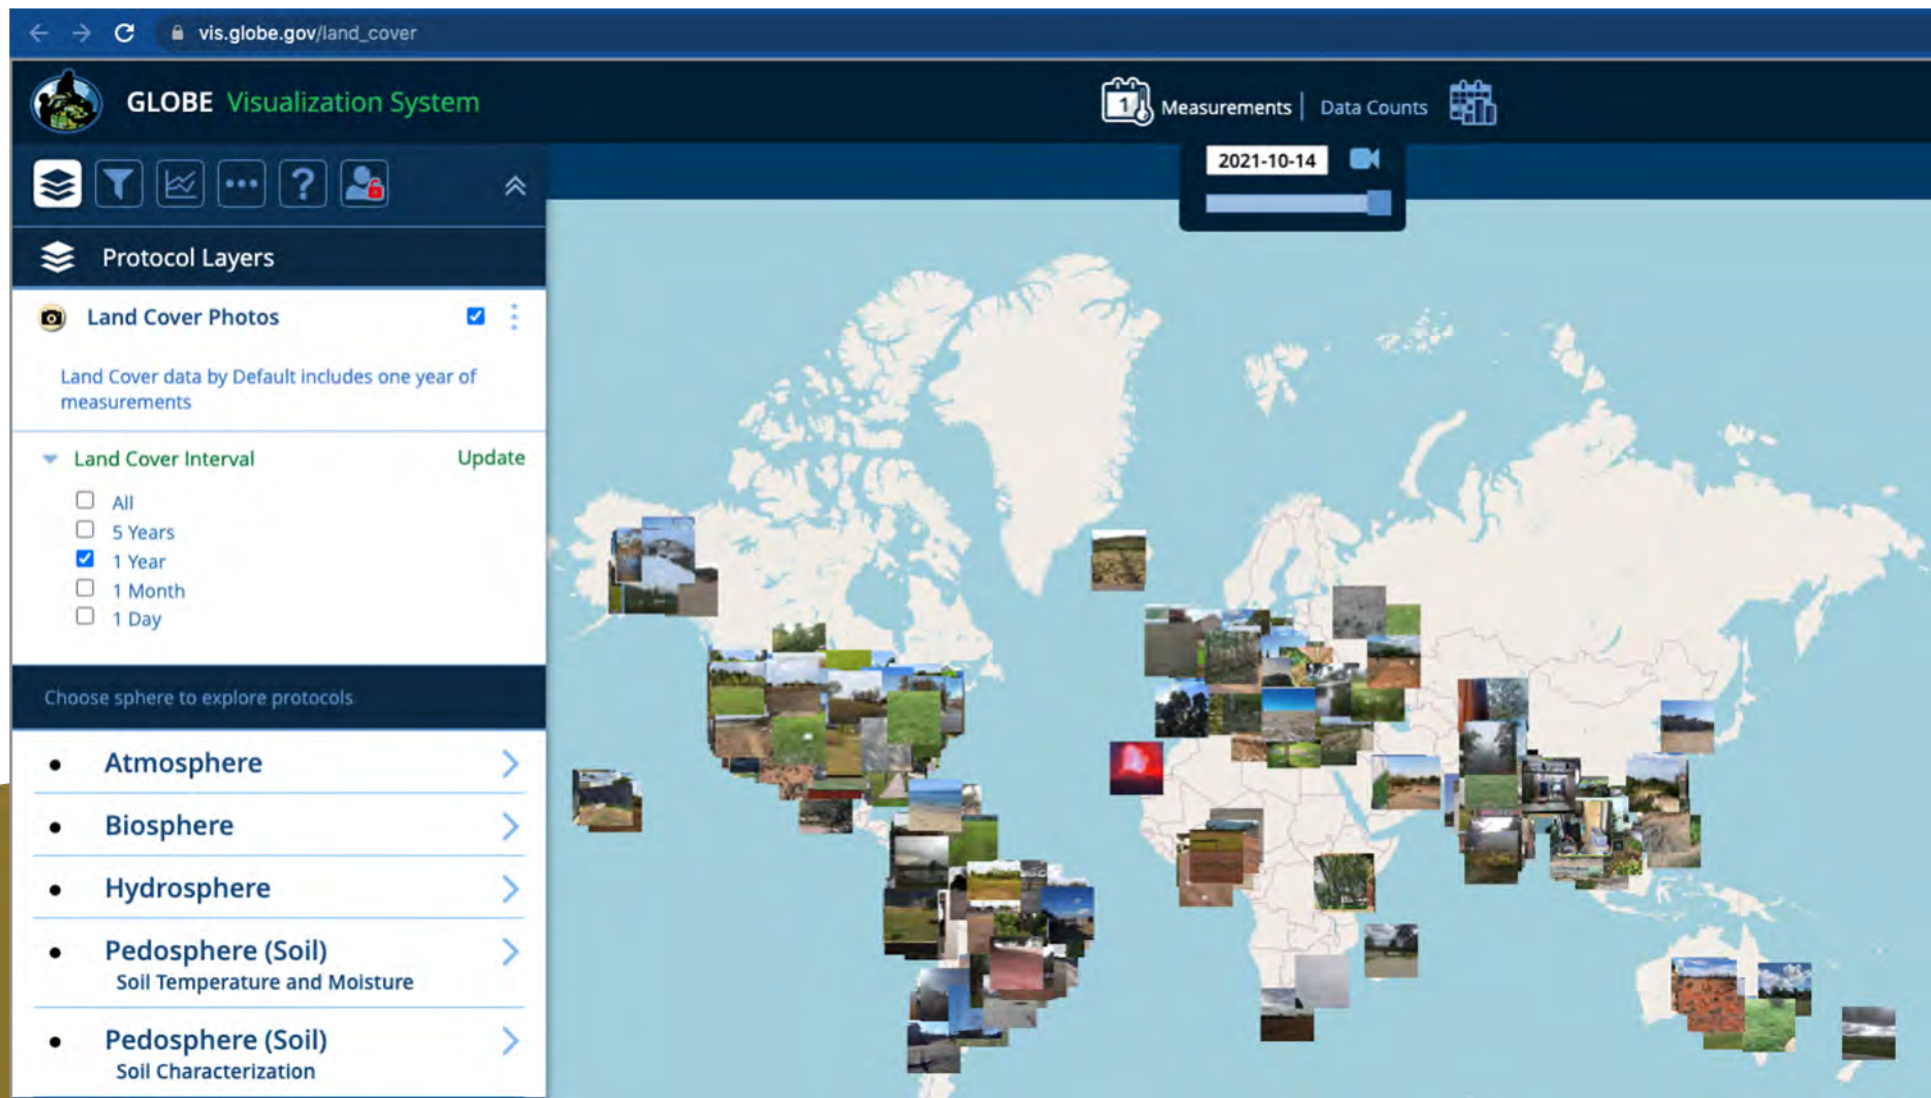 vis.globe.gov/land_cover
GLOBE Visualization System
1 Measurements | Data Counts
2021-10-14
?
Protocol Layers
Land Cover Photos
Land Cover data by Default includes one year of
measurements
Land Cover Interval Update
All
5 Years
1 Year
1 Month
1 Day
Choose sphere to explore protocols
Atmosphere
Biosphere
Hydrosphere
Pedosphere (Soil)
Soil Temperature and Moisture
Pedosphere (Soil)
Soil Characterization